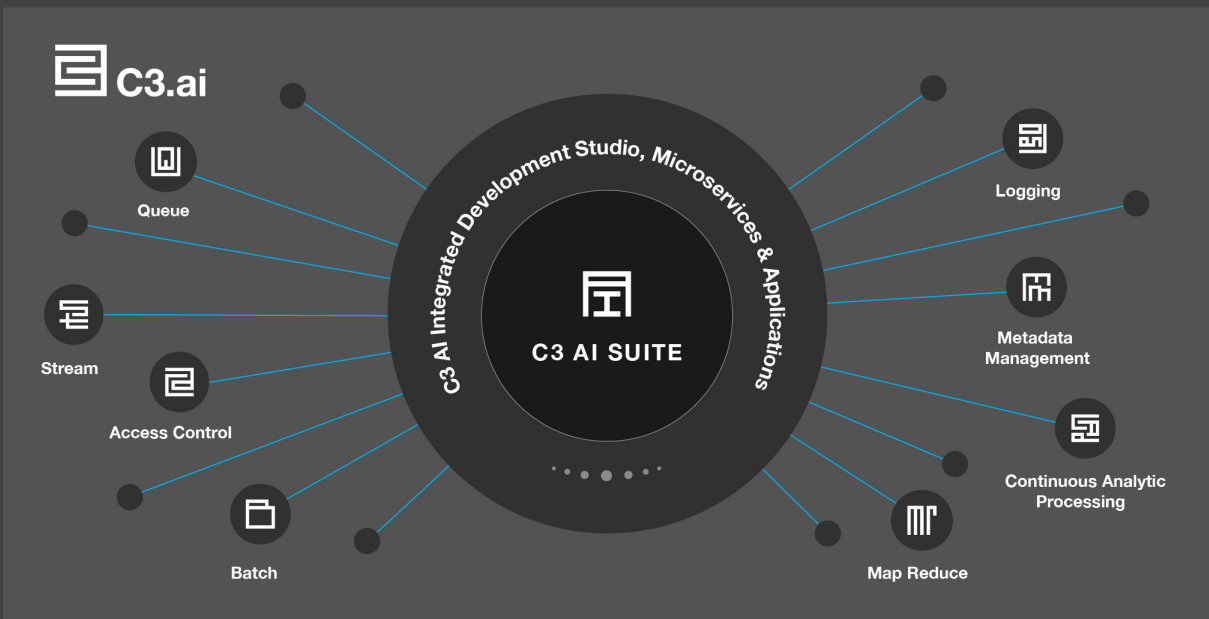 C3.ai
Queue
Stream
Access Control
Batch
C3 AI Integrated Development Studio, Microservices & Applications
C3 AI SUITE
Logging
Metadata
Management
Continuous Analytic
Processing
Map Reduce